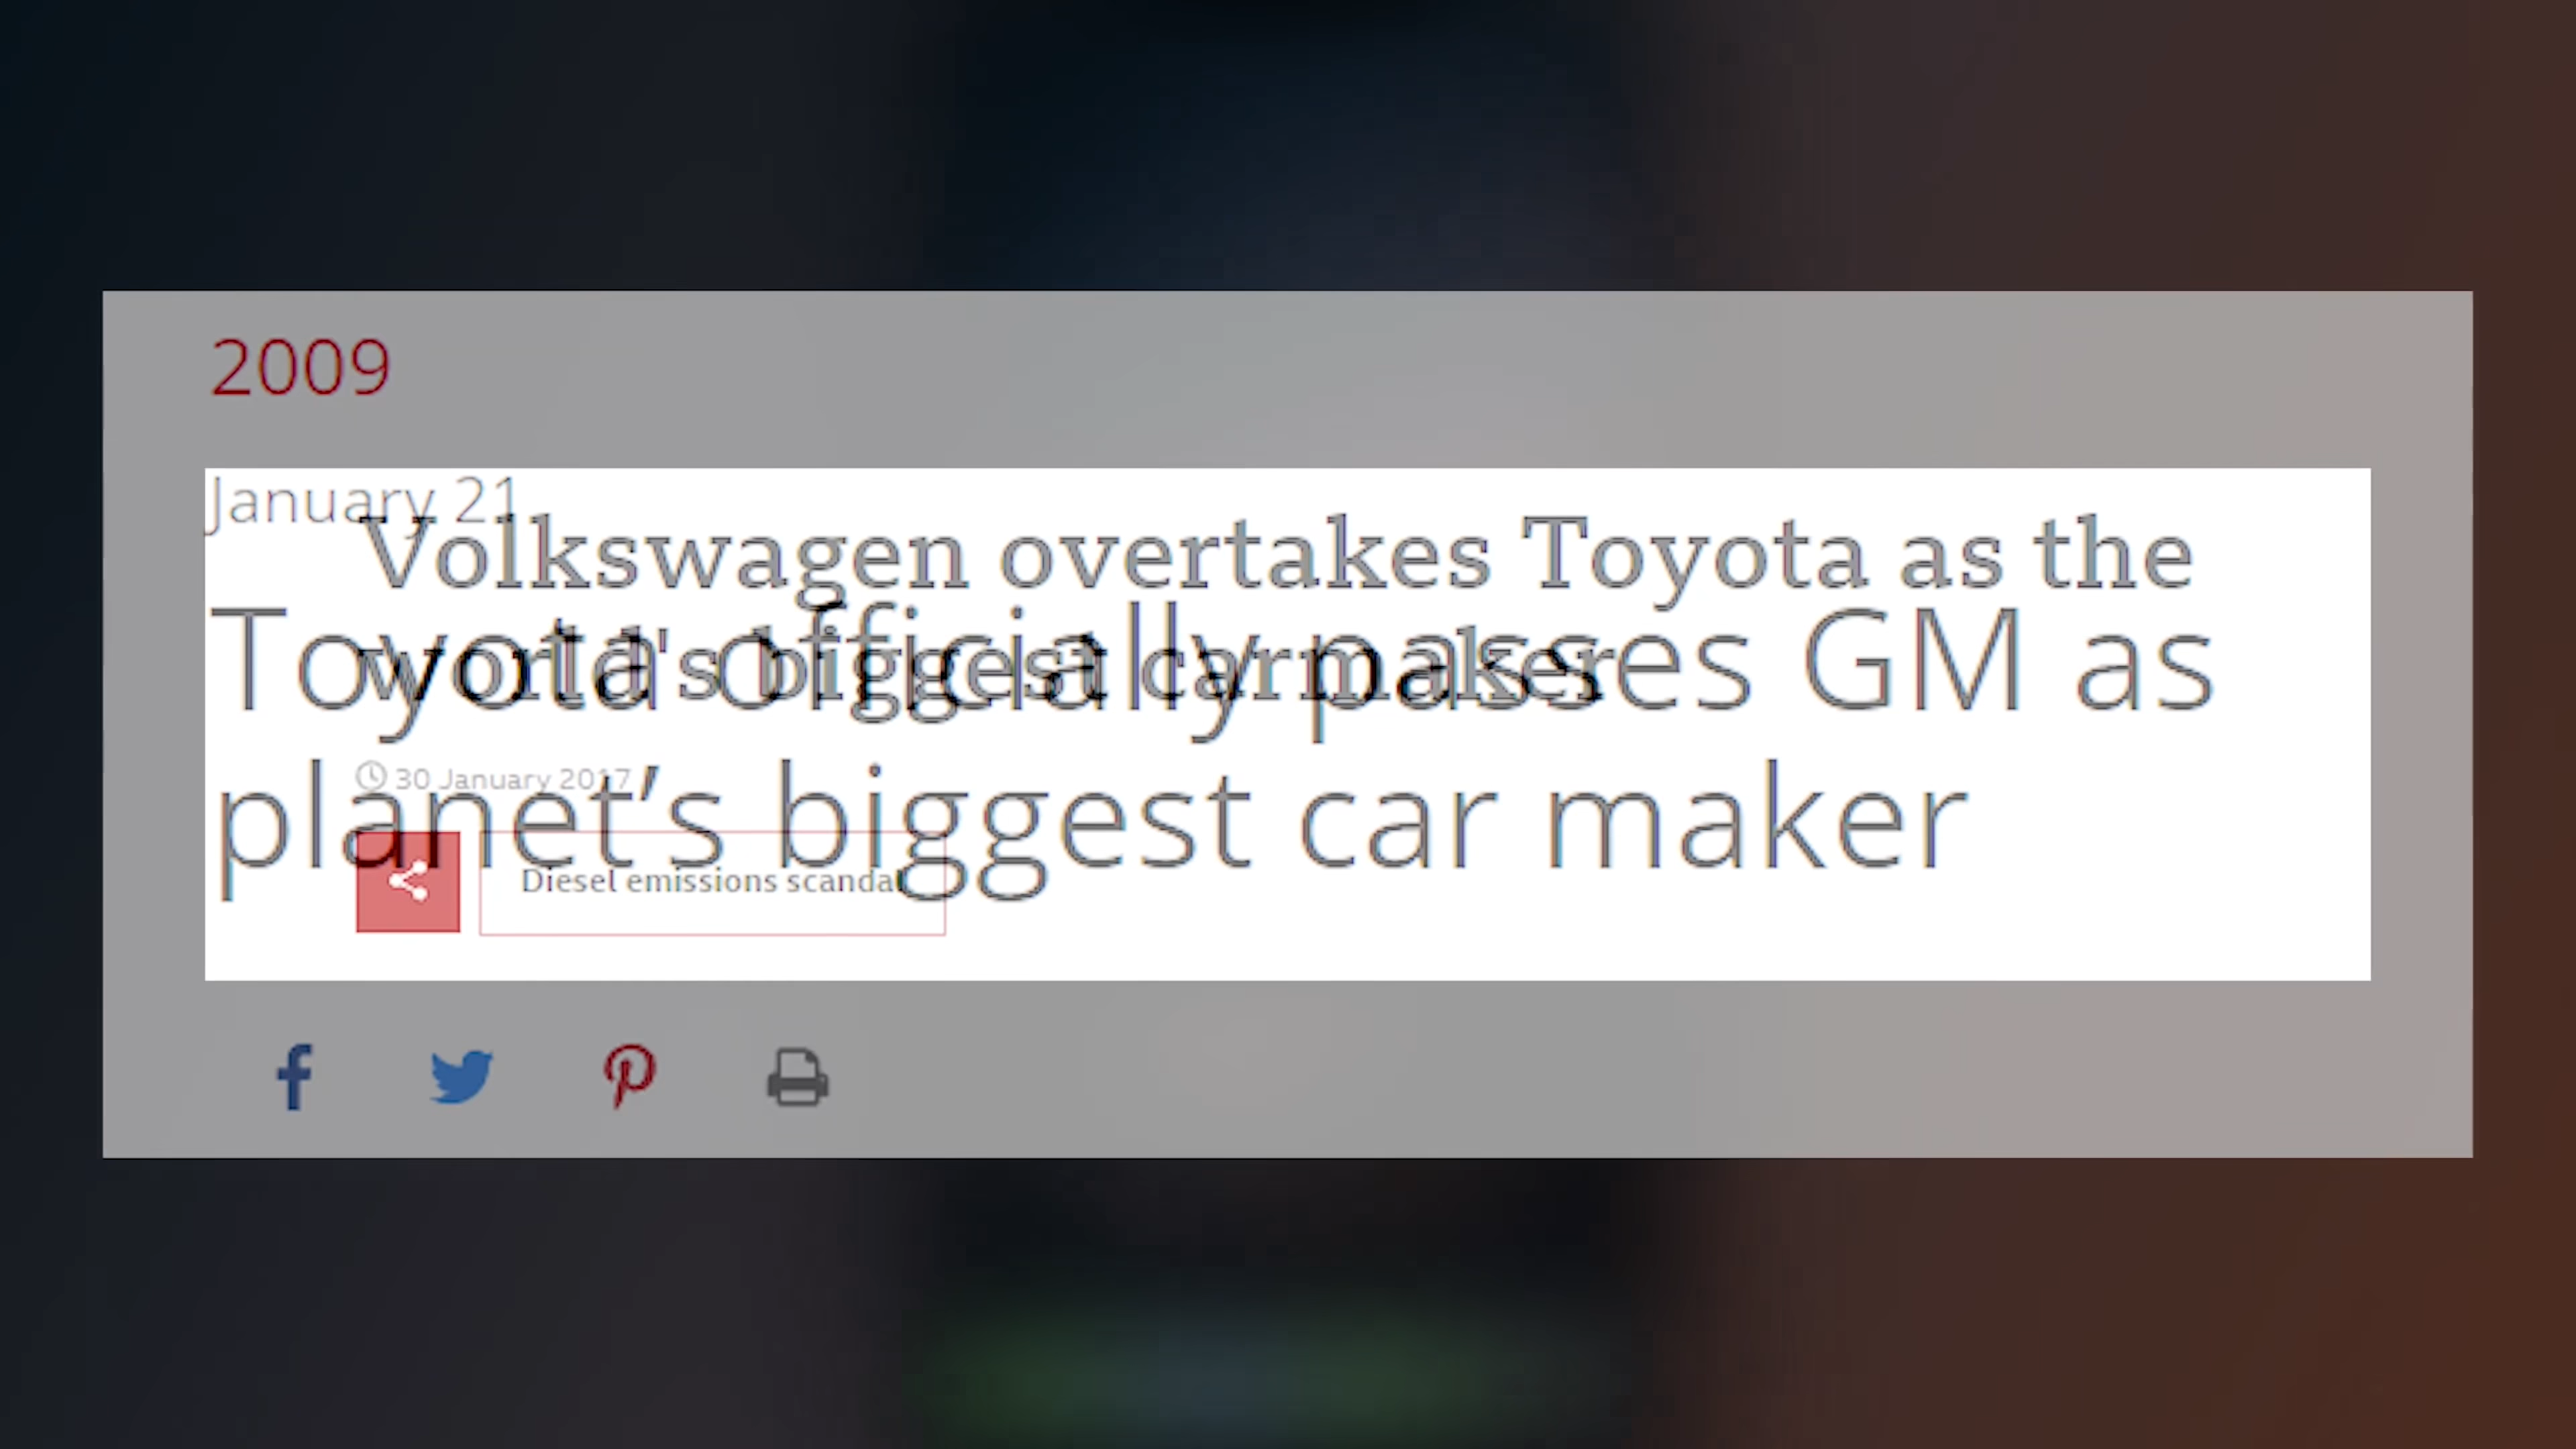 2009
January 21
Volkswagen overtakes Toyota as the
world's biggest carmaker
Toyota officially passes GM as
planet’s biggest car maker
30 January 2017
Diesel emissions scandal